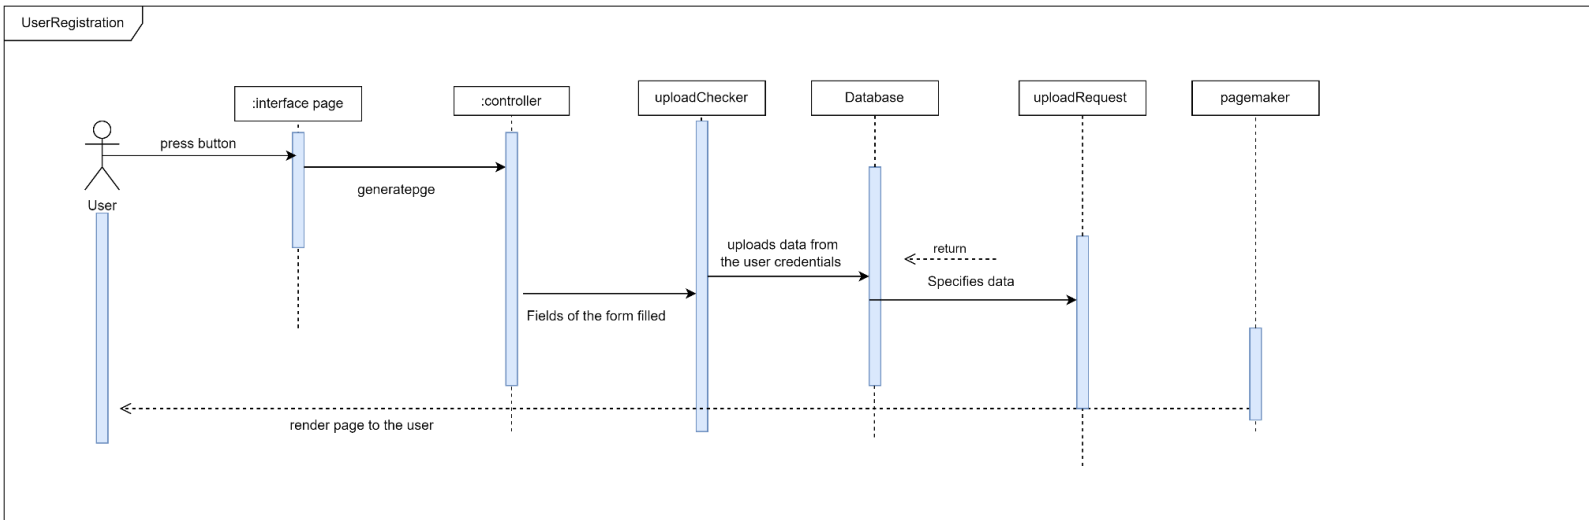 UserRegistration
:interface page
:controller
uploadChecker
Database
uploadRequest
pagemaker
press button
generatepge
User
uploads data from
the user credentials
return
Specifies data
Fields of the form filled
render page to the user